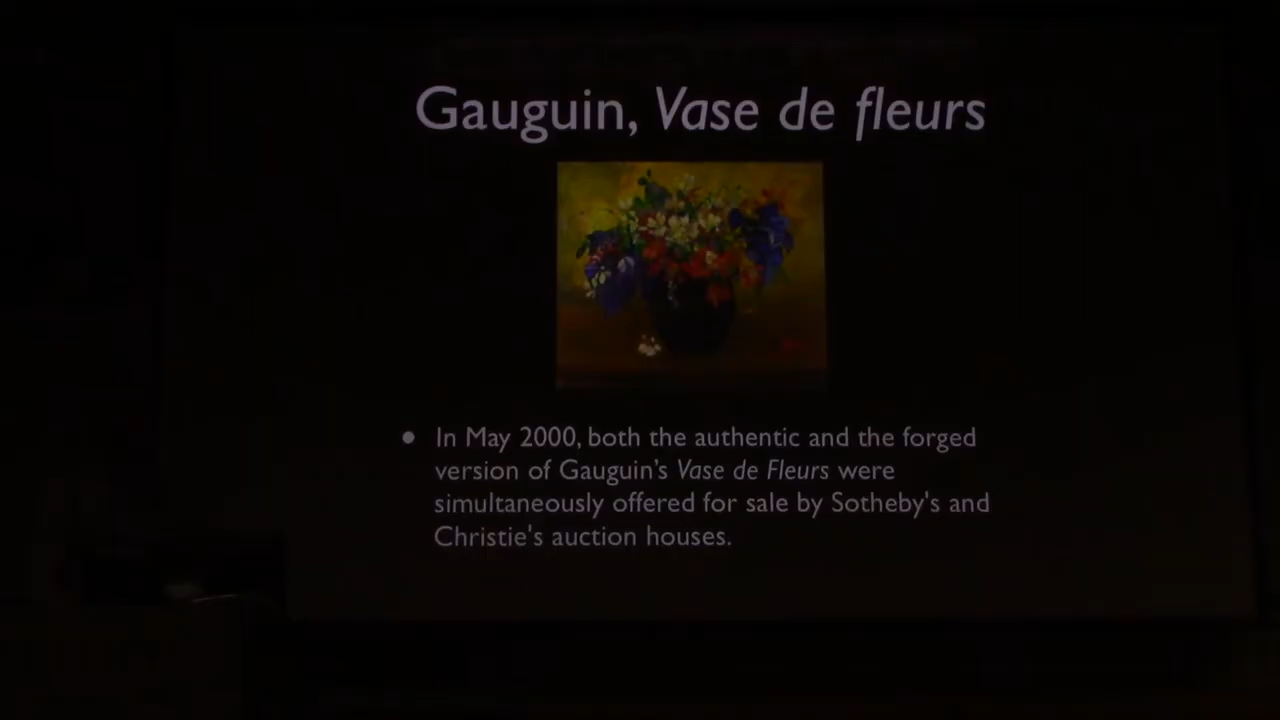 Gauguin, Vase de fleurs
• In May 2000, both the authentic and the forged
version of Gauguin’s Vase de Fleurs were
simultaneously offered for sale by Sotheby's and
Christie's auction houses.